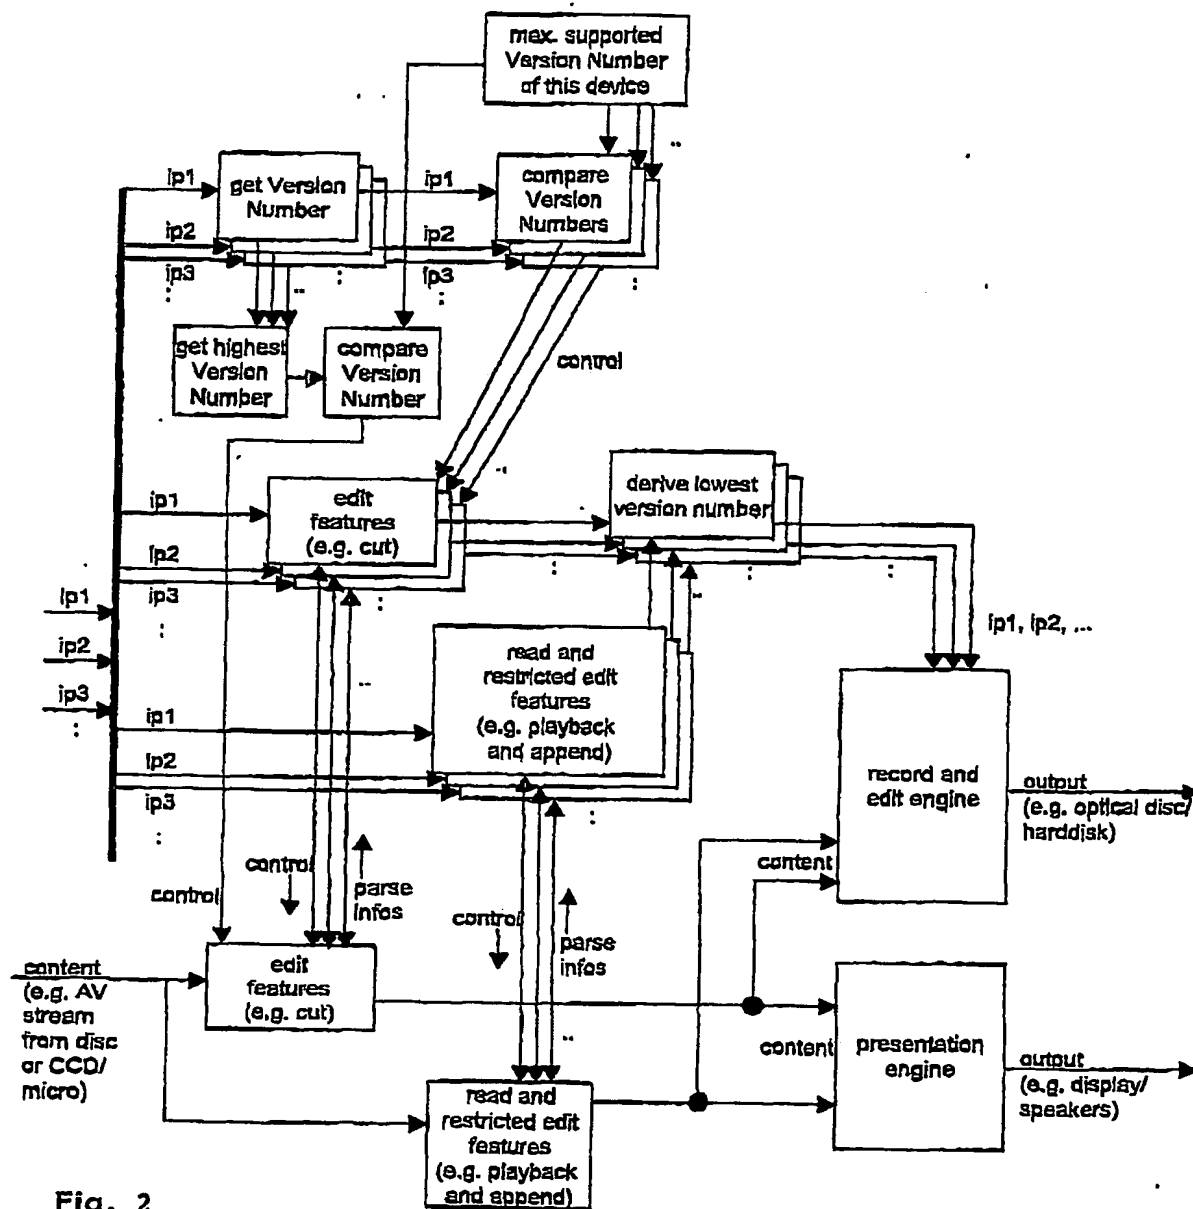 max. supported
Version Number
of this device
ip1
get Version
Number
ip1
compare
Version
Numbers
ip2
ip2
ip3
ip3
get highest
Version
Number
compare
Version
Number
control
ip1
edit
features
(e.g. cut)
derive lowest
version number
ip2
ip3
ip1
ip2
ip3
ip1, ip2, ...
read and
restricted edit
features
(e.g. playback
and append)
ip1
ip2
ip3
record and
edit engine
output
(e.g. optical disc/
harddisk)
content
control
control
parse
infos
control
parse
infos
content
(e.g. AV
stream
from disc
or CCD/
micro)
edit
features
(e.g. cut)
content
presentation
engine
output
(e.g. display/
speakers)
read and
restricted edit
features
(e.g. playback
and append)
Fig. 2